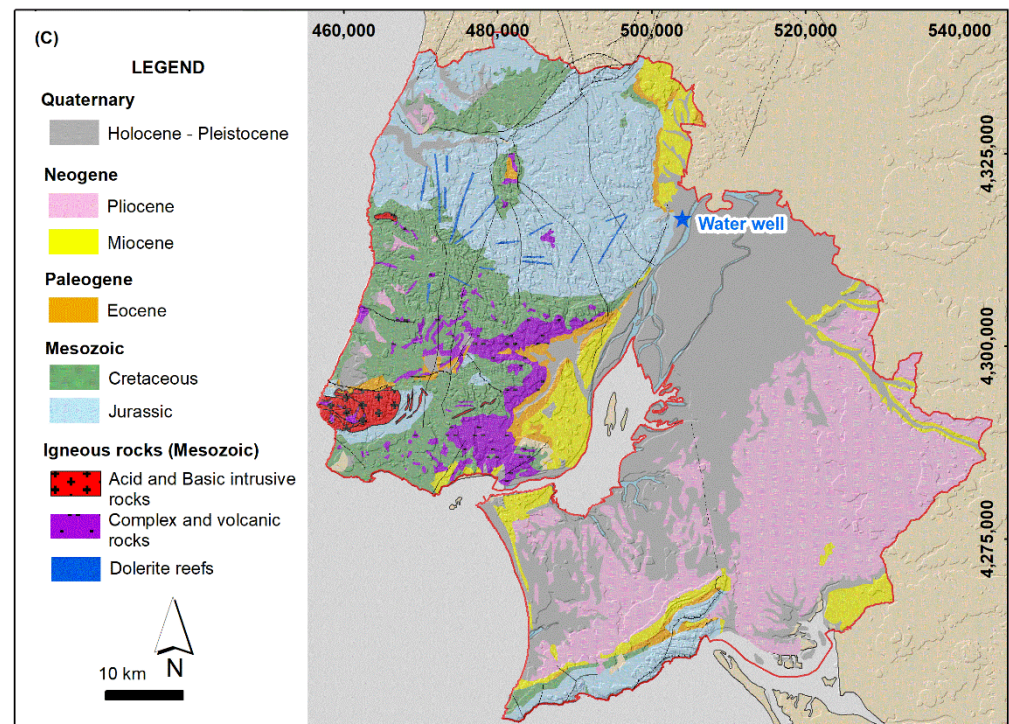 (C)
LEGEND
Quaternary
Holocene - Pleistocene
Neogene
Pliocene
Miocene
Paleogene
Eocene
Mesozoic
Cretaceous
Jurassic
Igneous rocks (Mesozoic)
Acid and Basic intrusive
rocks
Complex and volcanic
rocks
Dolerite reefs
N
10 km
460,000
480,000
500,000
520,000
540,000
4,325,000
4,300,000
4,275,000
Water well